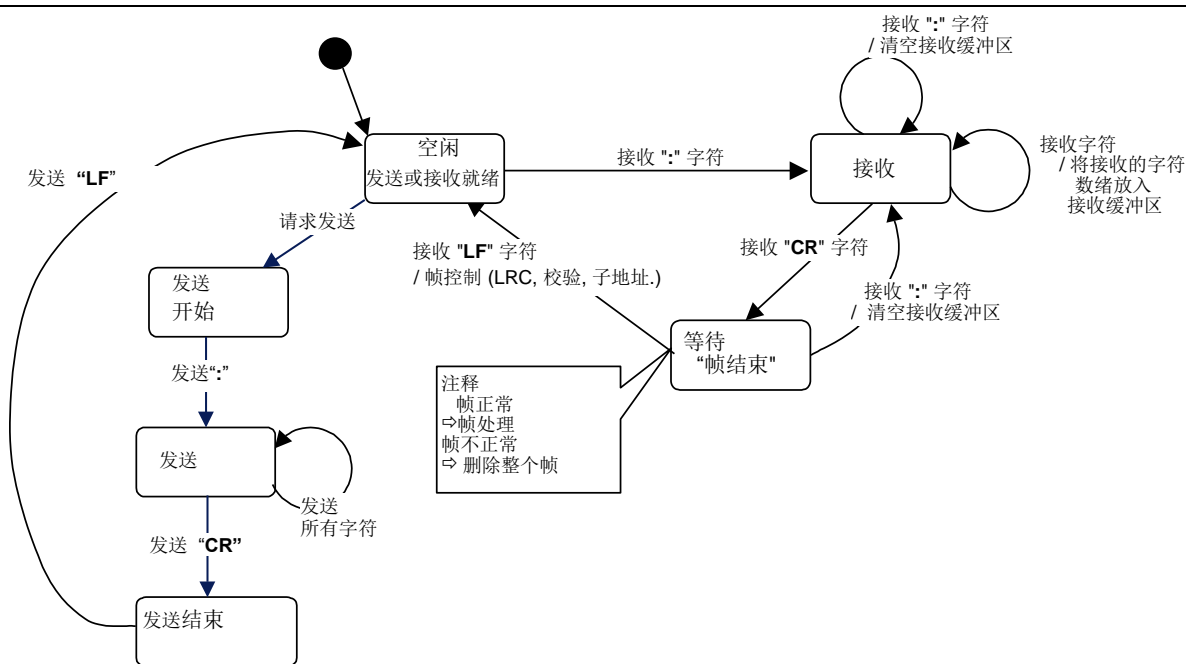 接收 ":" 字符
/ 清空接收缓冲区
空闲
发送或接收就绪
接收 ":" 字符
接收
接收字符
/ 将接收的字符
数绪放入
接收缓冲区
发送 “LF”
请求发送
接收 "LF" 字符
/ 帧控制 (LRC, 校验, 子地址.)
接收 "CR" 字符
发送
开始
接收 ":" 字符
/ 清空接收缓冲区
等待
“帧结束"
发送“:”
注释
帧正常
⇨帧处理
帧不正常
⇨ 删除整个帧
发送
发送
所有字符
发送 “CR”
发送结束